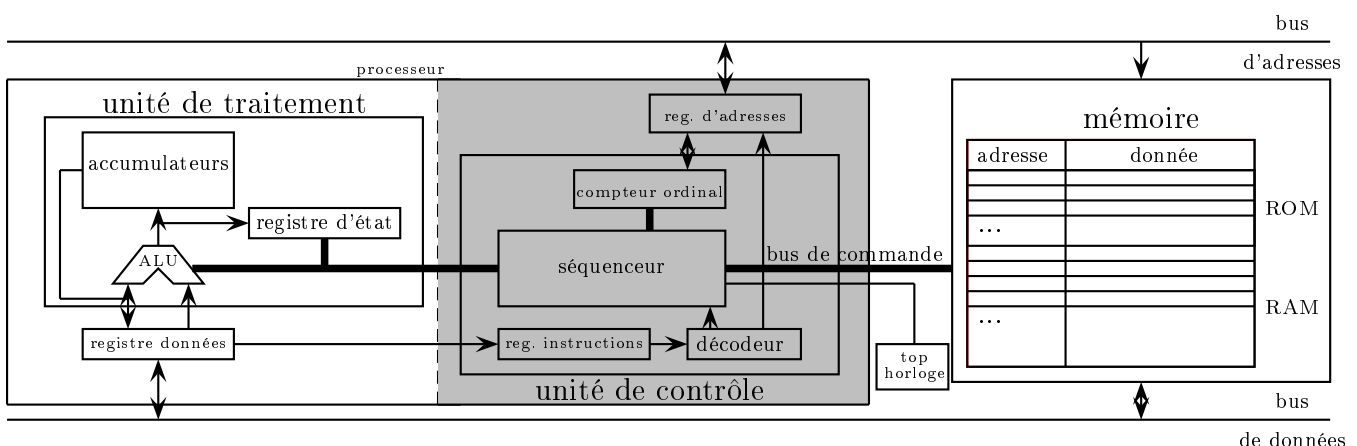 bus
d'adresses
processeur
unité de traitement
accumulateurs
registre d'état
ALU
registre données
reg. d'adresses
compteur ordinal
séquenceur
bus de commande
reg. instructions
décodeur
unité de contrôle
top
horloge
mémoire
adresse donnée
ROM
...
RAM
...
bus
de données